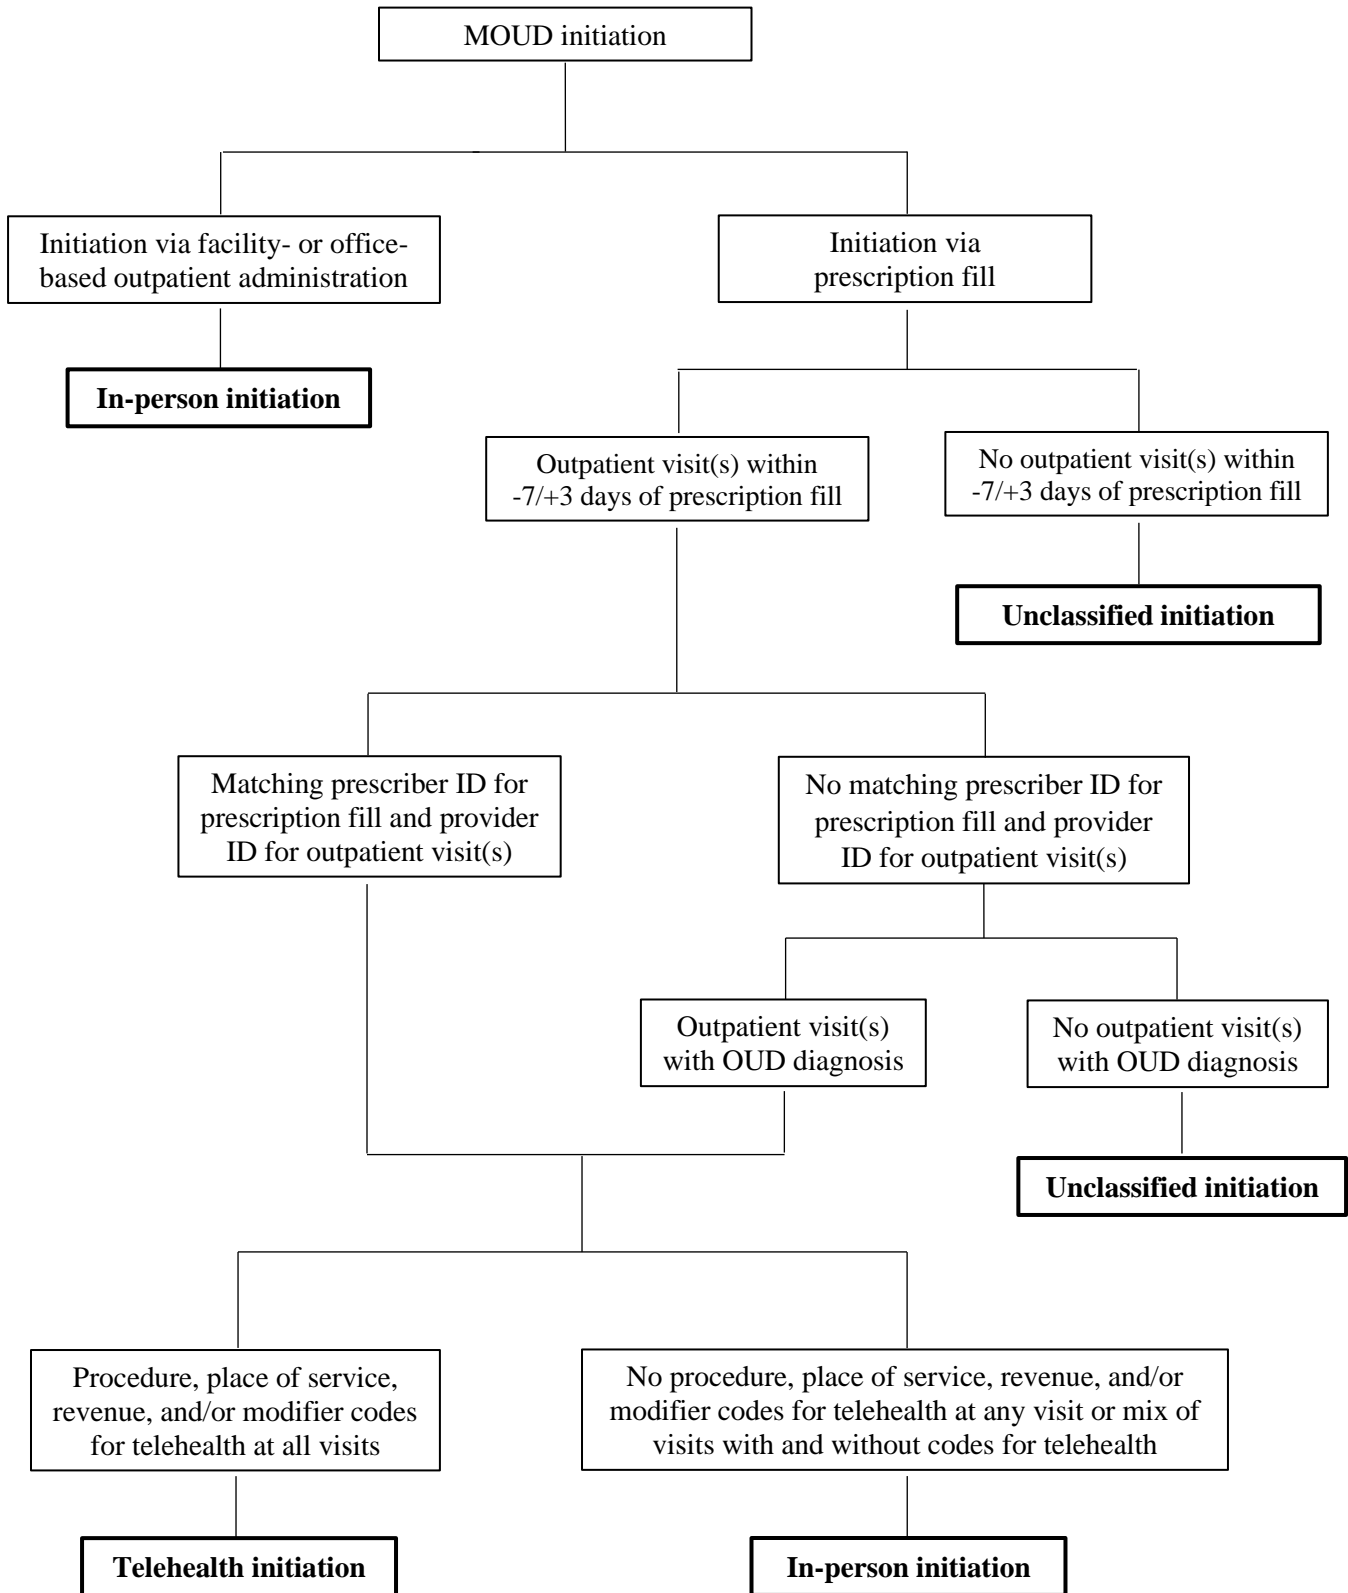 MOUD initiation
Initiation via facility- or office-
based outpatient administration
Initiation via
prescription fill
In-person initiation
Outpatient visit(s) within
-7/+3 days of prescription fill
No outpatient visit(s) within
-7/+3 days of prescription fill
Unclassified initiation
Matching prescriber ID for
prescription fill and provider
ID for outpatient visit(s)
No matching prescriber ID for
prescription fill and provider
ID for outpatient visit(s)
Outpatient visit(s)
with OUD diagnosis
No outpatient visit(s)
with OUD diagnosis
Unclassified initiation
Procedure, place of service,
revenue, and/or modifier codes
for telehealth at all visits
No procedure, place of service, revenue, and/or
modifier codes for telehealth at any visit or mix of
visits with and without codes for telehealth
Telehealth initiation
In-person initiation